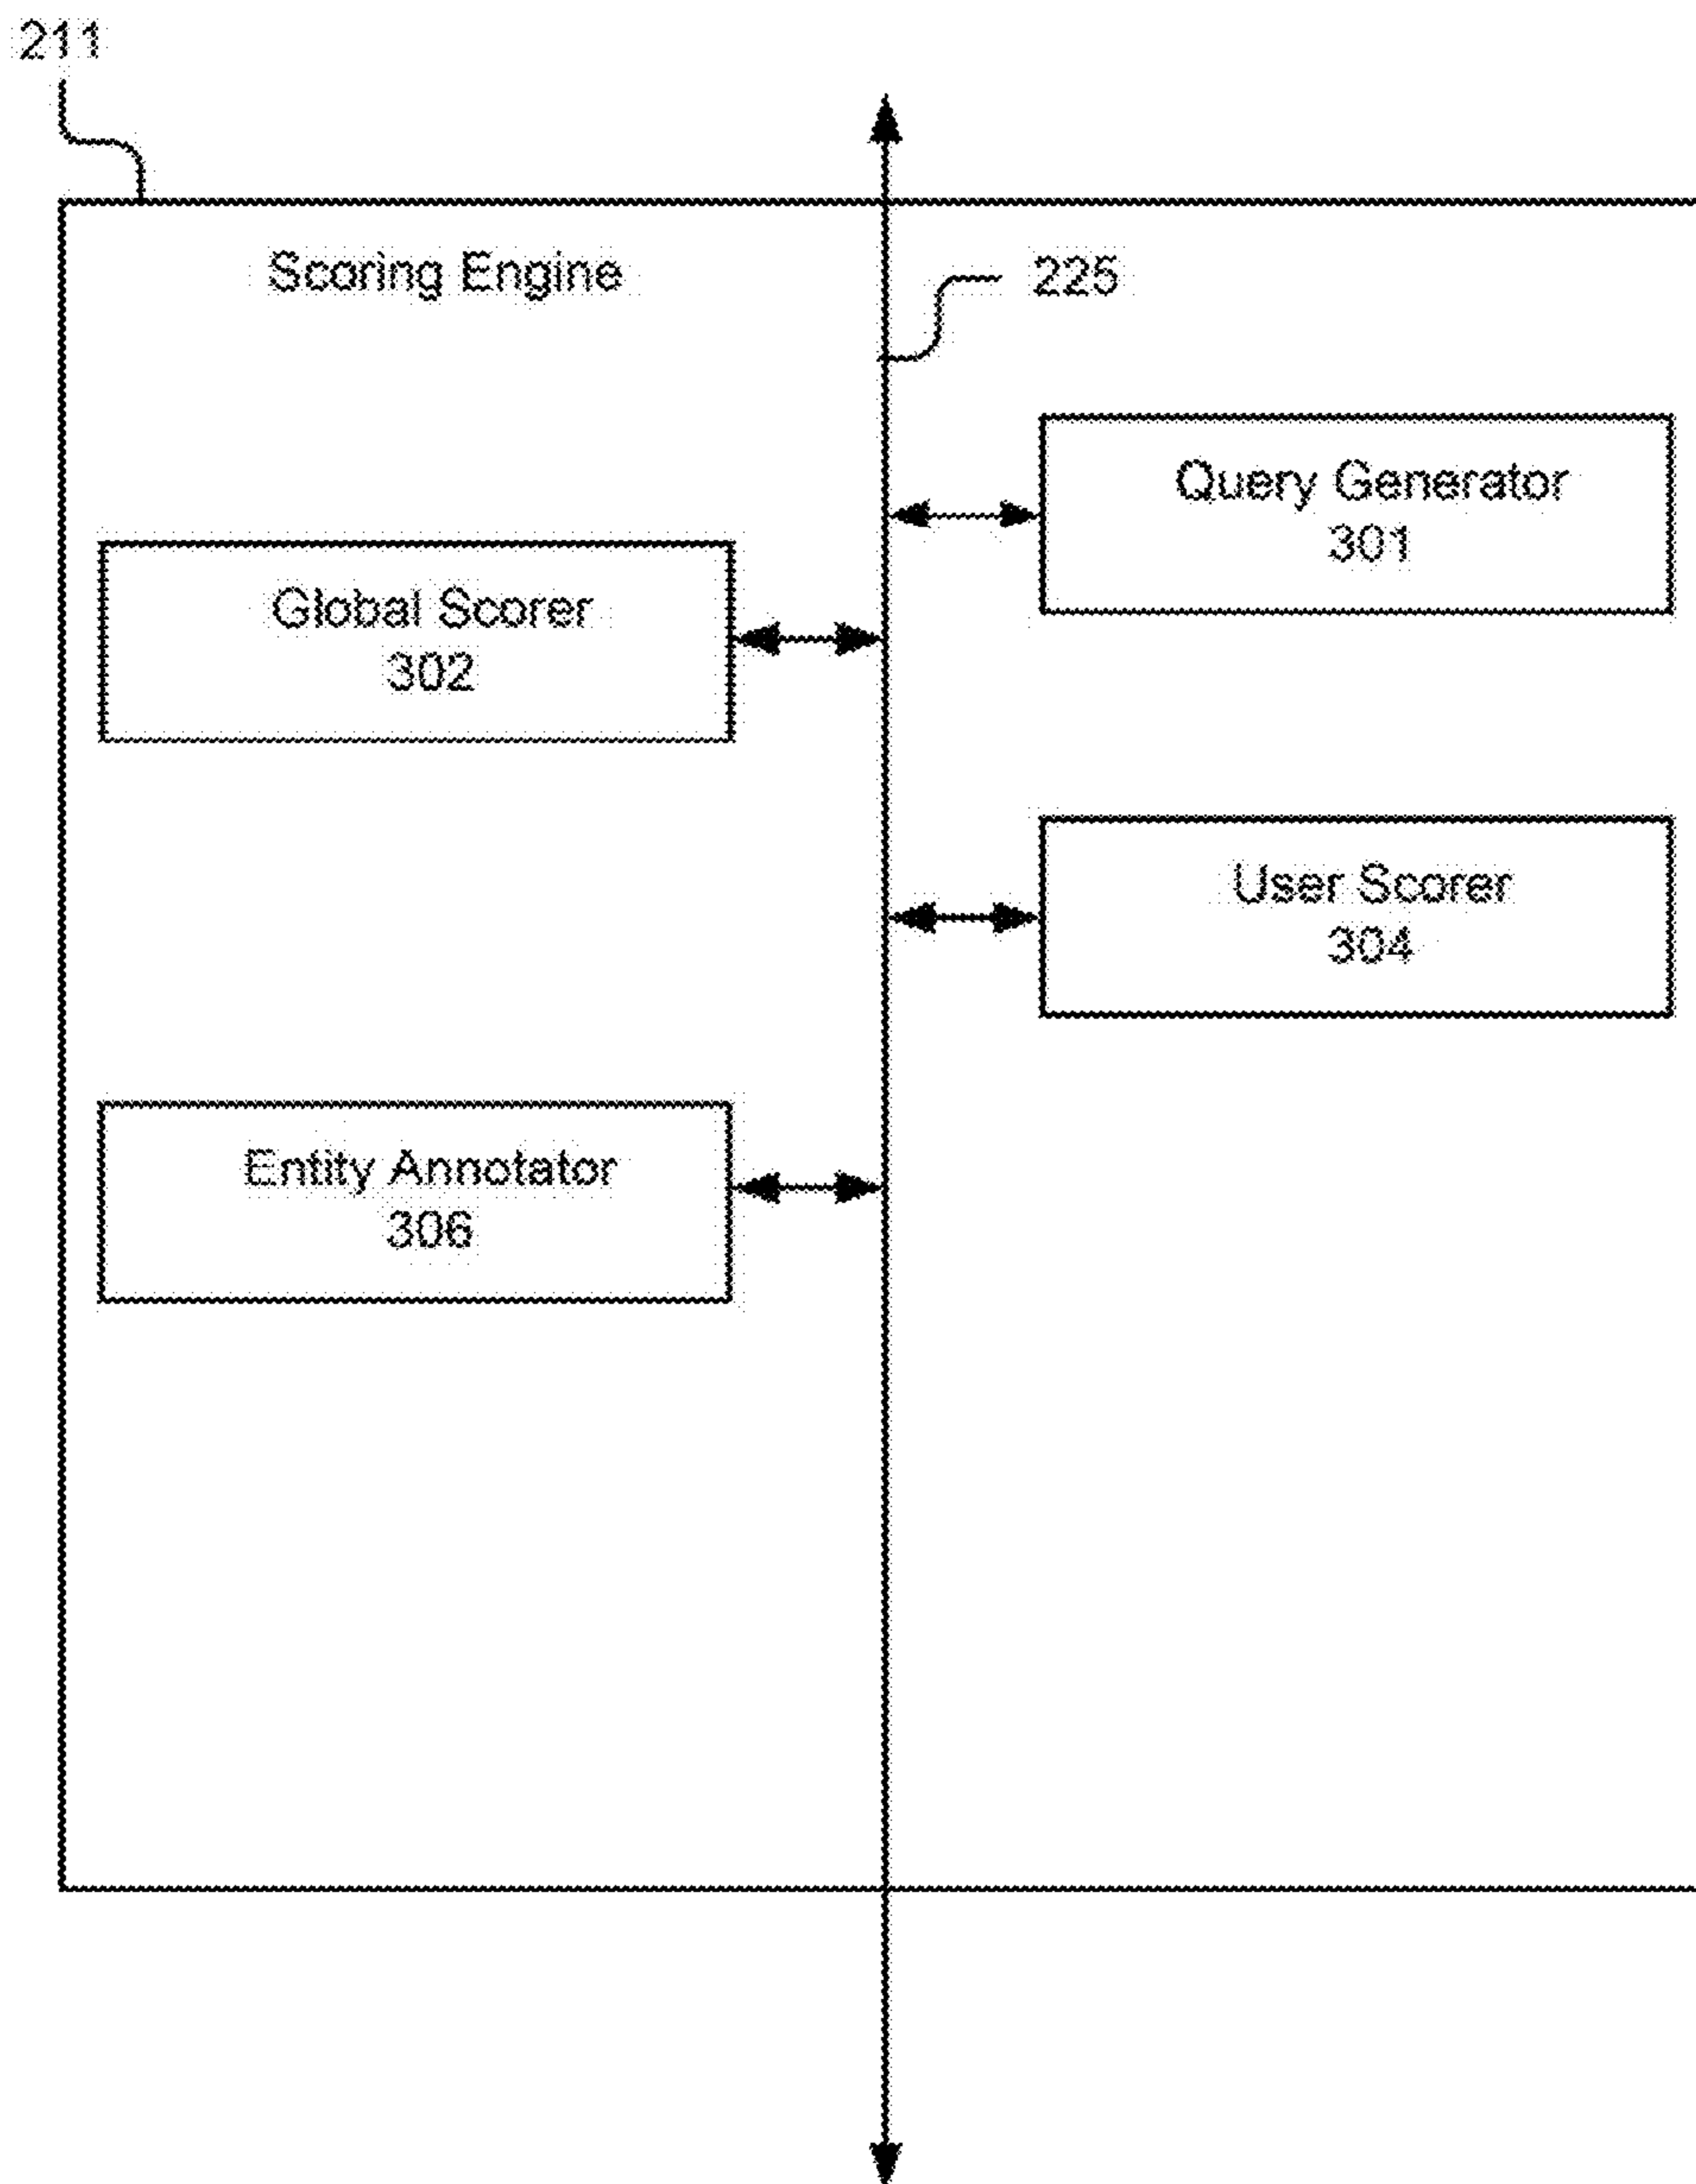 211
Scoring Engine
225
Query Generator
301
Global Scorer
302
User Scorer
304
Entity Annotator
306